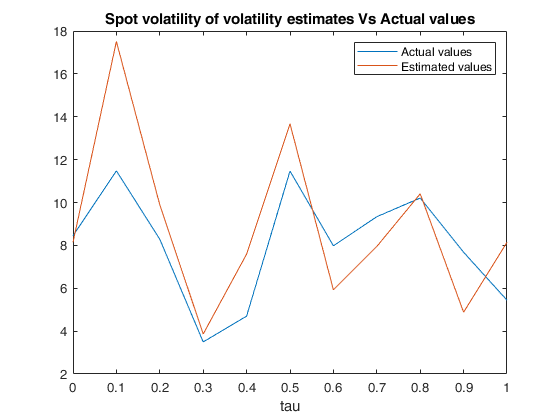 Spot volatility of volatility estimates Vs Actual values
Actual values
Estimated values
18
16
14
12
10
8
6
4
2
0 0.1 0.2 0.3 0.4 0.5 0.6 0.7 0.8 0.9 1
tau